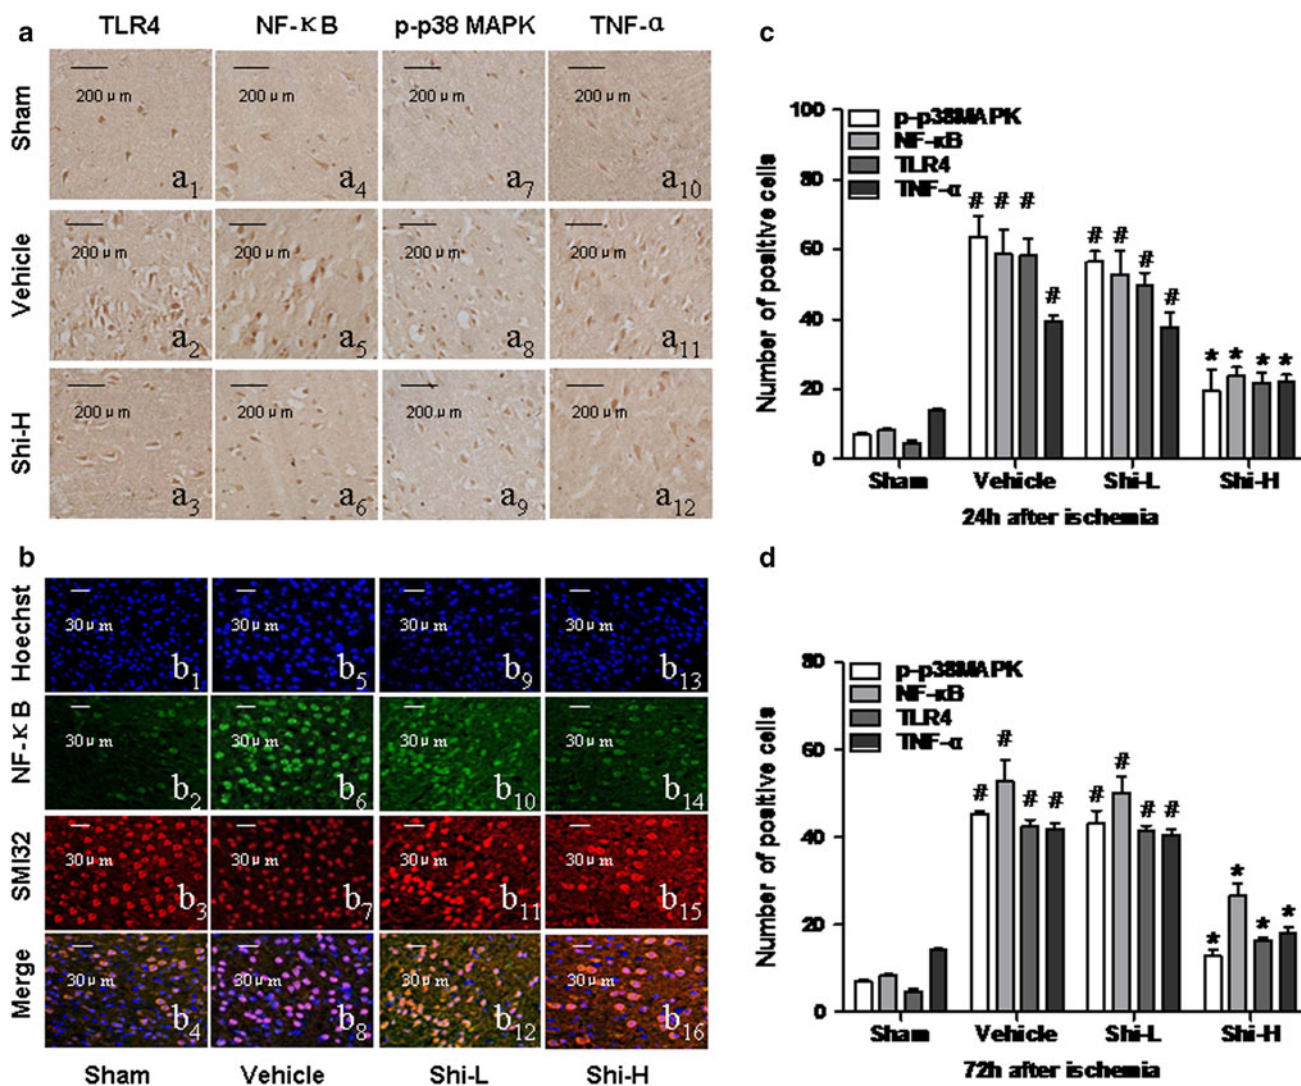 a
TLR4 NF-κB p-p38 MAPK TNF-α
Sham
200 μm 200 μm 200 μm 200 μm
a1 a4 a7 a10
Vehicle
200 μm 200 μm 200 μm 200 μm
a2 a5 a8 a11
Shi-H
200 μm 200 μm 200 μm 200 μm
a3 a6 a9 a12
b
Hoechst
30 μm 30 μm 30 μm 30 μm
b1 b5 b9 b13
NF-κB
30 μm 30 μm 30 μm 30 μm
b2 b6 b10 b14
SMI32
30 μm 30 μm 30 μm 30 μm
b3 b7 b11 b15
Merge
30 μm 30 μm 30 μm 30 μm
b4 b8 b12 b16
Sham Vehicle Shi-L Shi-H
c
Number of positive cells
100
80
60
40
20
0
p-p38MAPK
NF-κB
TLR4
TNF-α
# # # #
# # # #
* * * *
Sham Vehicle Shi-L Shi-H
24h after ischemia
d
Number of positive cells
80
60
40
20
0
p-p38MAPK
NF-κB
TLR4
TNF-α
# # # #
# # # #
* * * *
Sham Vehicle Shi-L Shi-H
72h after ischemia